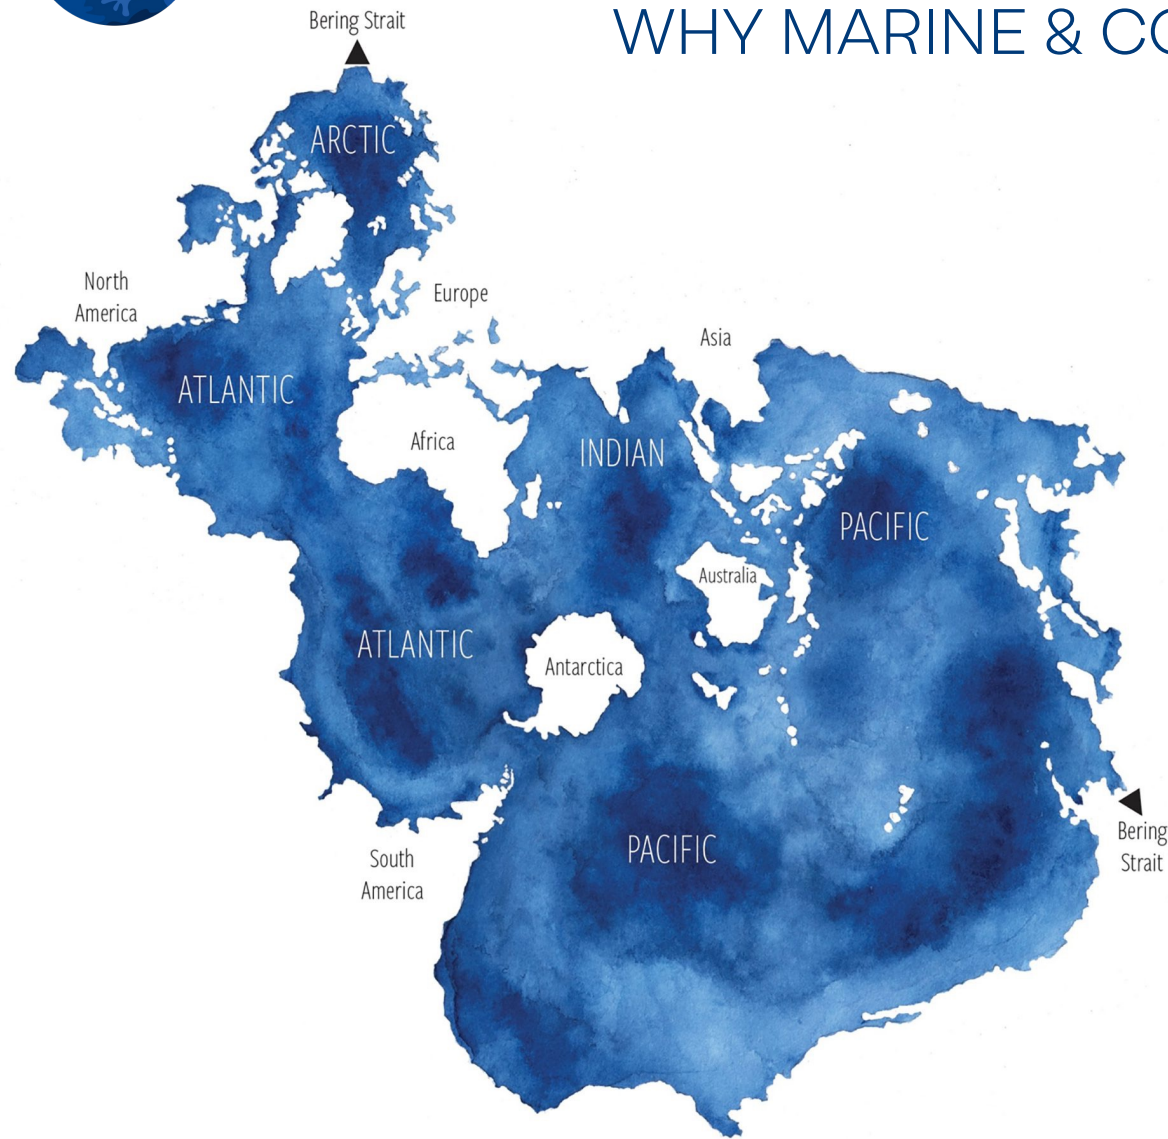 Bering Strait
WHY MARINE & CO
ARCTIC
North
America
Europe
Asia
ATLANTIC
Africa
INDIAN
PACIFIC
Australia
ATLANTIC
Antarctica
PACIFIC
Bering
Strait
South
America